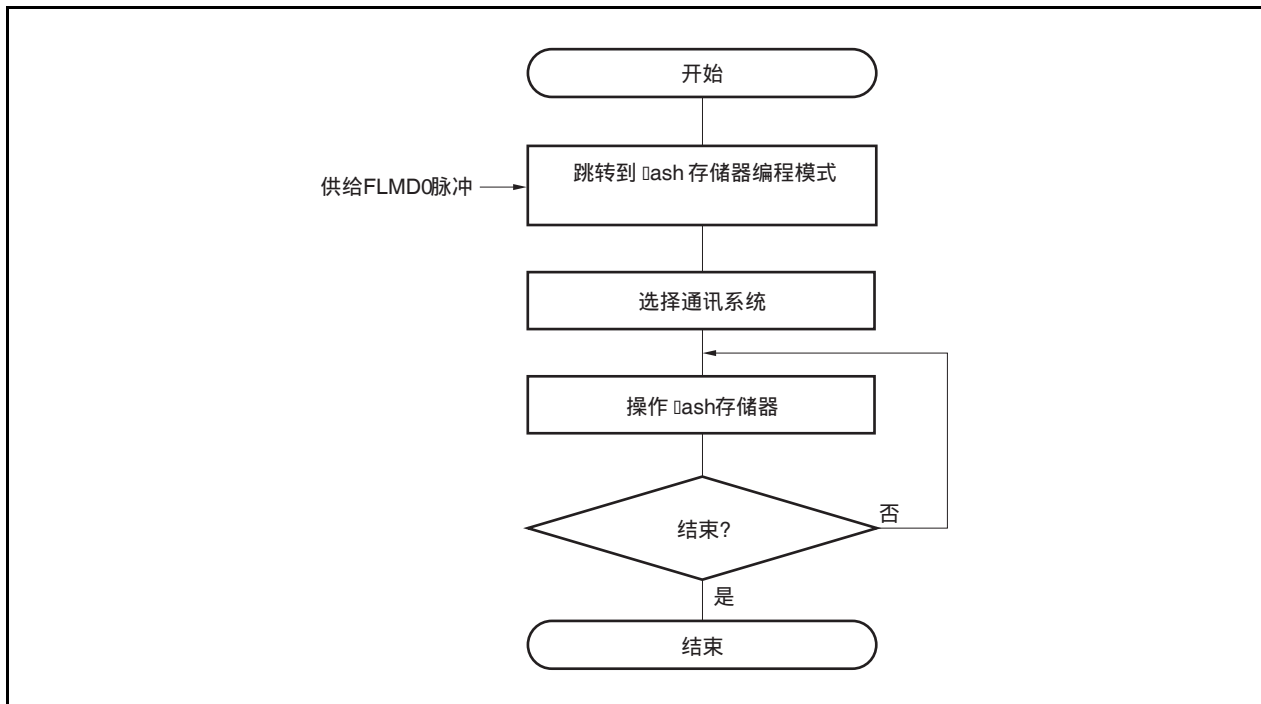 开始
供给FLMD0脉冲
跳转到 ▯ash 存储器编程模式
选择通讯系统
操作 ▯ash存储器
结束?
否
是
结束